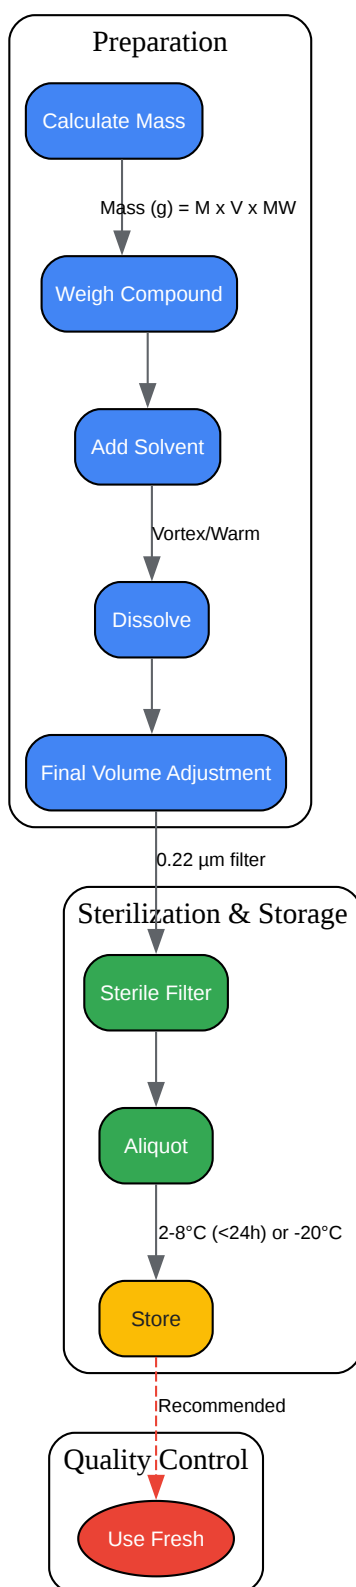 Preparation
Calculate Mass
Mass (g) = M x V x MW
Weigh Compound
Add Solvent
Vortex/Warm
Dissolve
Final Volume Adjustment
0.22 µm filter
Sterilization & Storage
Sterile Filter
Aliquot
2-8°C (<24h) or -20°C
Store
Recommended
Quality Control
Use Fresh